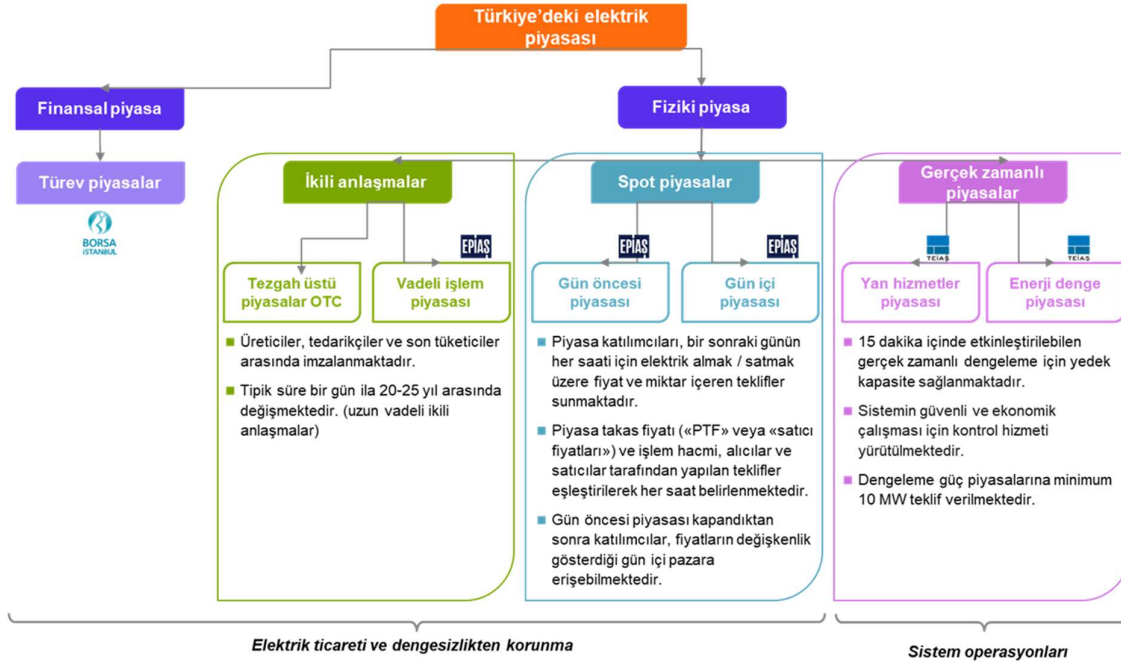 Türkiye’deki elektrik
piyasası
Finansal piyasa
Fiziki piyasa
Türev piyasalar
BORSA
İSTANBUL
İkili anlaşmalar
Spot piyasalar
Gerçek zamanlı
piyasalar
EPİAŞ
EPİAŞ
EPİAŞ
TEİAŞ
TEİAŞ
Tezgah üstü
piyasalar OTC
Vadeli işlem
piyasası
Gün öncesi
piyasası
Gün içi
piyasası
Yan hizmetler
piyasası
Enerji denge
piyasası
Üreticiler, tedarikçiler ve son tüketiciler
arasında imzalanmaktadır.
Tipik süre bir gün ila 20-25 yıl arasında
değişmektedir. (uzun vadeli ikili
anlaşmalar)
Piyasa katılımcıları, bir sonraki günün
her saati için elektrik almak / satmak
üzere fiyat ve miktar içeren teklifler
sunmaktadır.
Piyasa takas fiyatı («PTF» veya «satıcı
fiyatları») ve işlem hacmi, alıcılar ve
satıcılar tarafından yapılan teklifler
eşleştirilerek her saat belirlenmektedir.
Gün öncesi piyasası kapandıktan
sonra katılımcılar, fiyatların değişkenlik
gösterdiği gün içi pazara
erişebilmektedir.
15 dakika içinde etkinleştirilebilen
gerçek zamanlı dengeleme için yedek
kapasite sağlanmaktadır.
Sistemin güvenli ve ekonomik
çalışması için kontrol hizmeti
yürütülmektedir.
Dengeleme güç piyasalarına minimum
10 MW teklif verilmektedir.
Elektrik ticareti ve dengesizlikten korunma
Sistem operasyonları